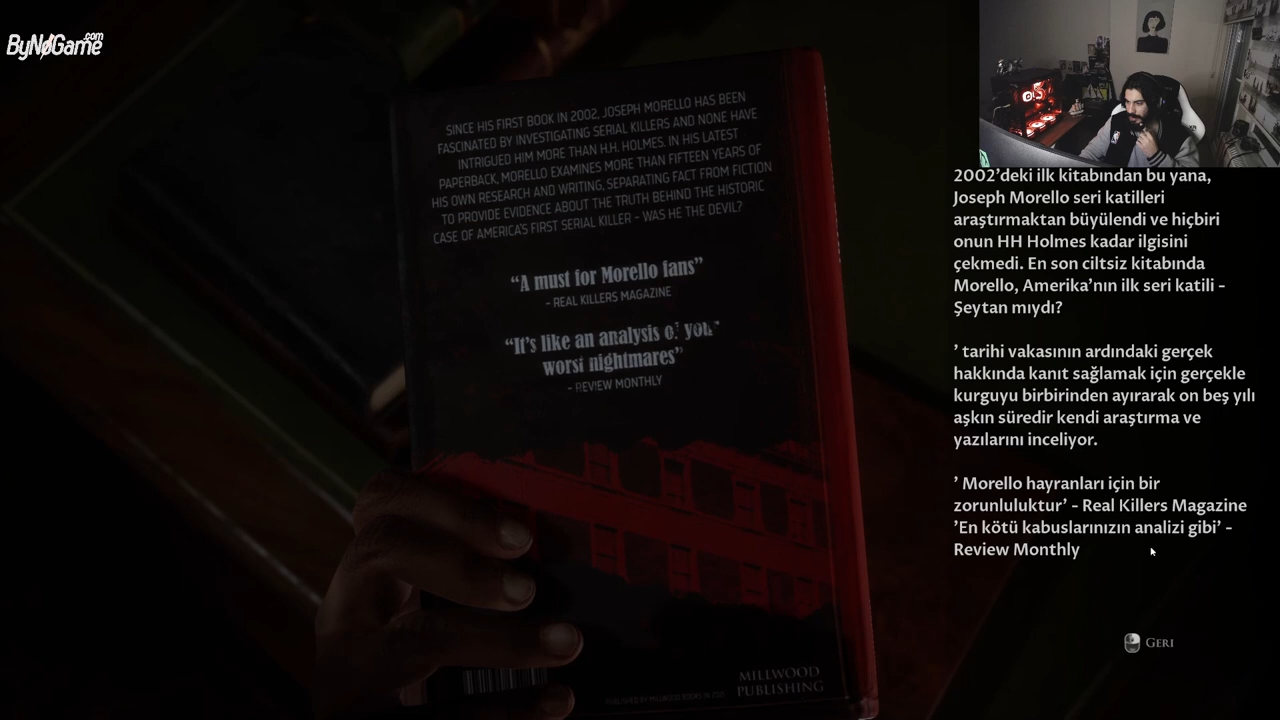 ByNoGame
.com
SINCE HIS FIRST BOOK IN 2002, JOSEPH MORELLO HAS BEEN
FASCINATED BY INVESTIGATING SERIAL KILLERS AND NONE HAVE
INTRIGUED HIM MORE THAN H.H. HOLMES. IN HIS LATEST
PAPERBACK, MORELLO EXAMINES MORE THAN FIFTEEN YEARS OF
HIS OWN RESEARCH AND WRITING, SEPARATING FACT FROM FICTION
TO PROVIDE EVIDENCE ABOUT THE TRUTH BEHIND THE HISTORIC
CASE OF AMERICA'S FIRST SERIAL KILLER – WAS HE THE DEVIL?
“A must for Morello fans”
– REAL KILLERS MAGAZINE
“It's like an analysis of your
worst nightmares”
– REVIEW MONTHLY
MILLWOOD
PUBLISHING
PUBLISHED BY MILLWOOD BOOKS IN
2002'deki ilk kitabından bu yana,
Joseph Morello seri katilleri
araştırmaktan büyülendi ve hiçbiri
onun HH Holmes kadar ilgisini
çekmedi. En son ciltsiz kitabında
Morello, Amerika'nın ilk seri katili -
Şeytan mıydı?
' tarihi vakasının ardındaki gerçek
hakkında kanıt sağlamak için gerçekle
kurguyu birbirinden ayırarak on beş yılı
aşkın süredir kendi araştırma ve
yazılarını inceliyor.
' Morello hayranları için bir
zorunluluktur' - Real Killers Magazine
'En kötü kabuslarınızın analizi gibi' -
Review Monthly
GERI